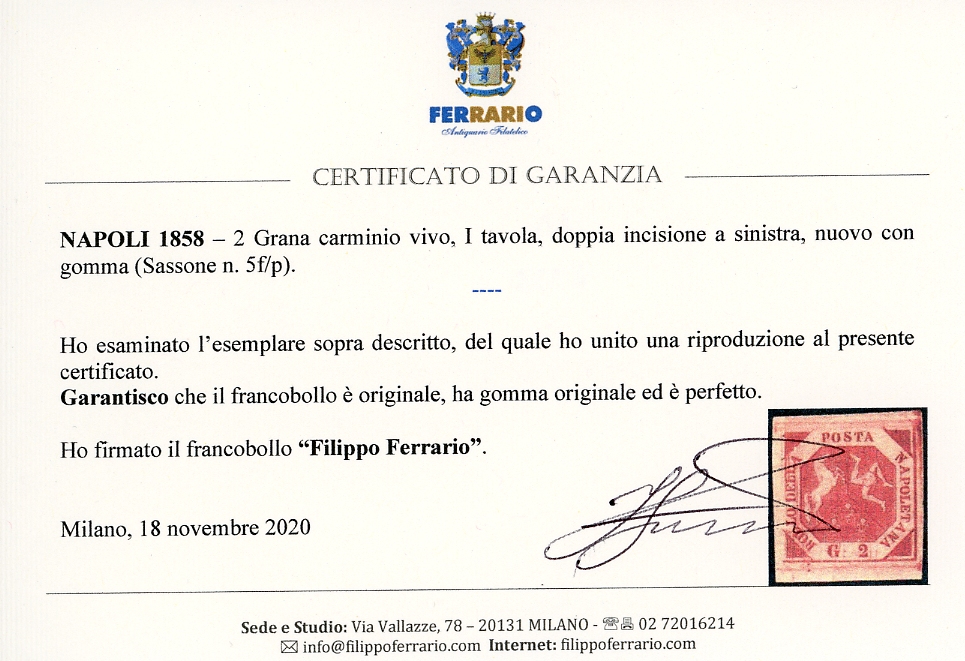 FERRARIO
Antiquario Filatelico
CERTIFICATO DI GARANZIA
NAPOLI 1858 – 2 Grana carminio vivo, I tavola, doppia incisione a sinistra, nuovo con
gomma (Sassone n. 5f/p).
----
Ho esaminato l'esemplare sopra descritto, del quale ho unito una riproduzione al presente
certificato.
Garantisco che il francobollo è originale, ha gomma originale ed è perfetto.
Ho firmato il francobollo “Filippo Ferrario”.
POSTA
NAPOLETANA
DELLA
G. 2
Milano, 18 novembre 2020
Sede e Studio: Via Vallazze, 78 – 20131 MILANO - 02 72016214
info@filippoferrario.com Internet: filippoferrario.com